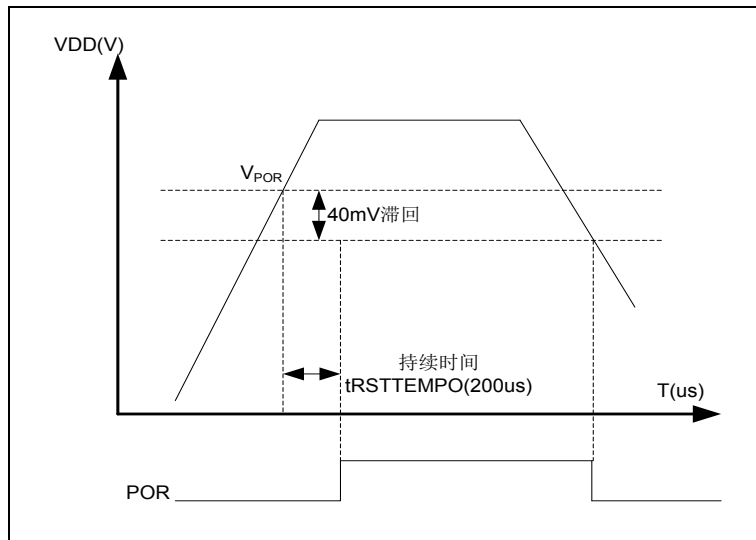 VDD(V)
VPOR
40mV滞回
持续时间
tRSTTEMPO(200us)
T(us)
POR